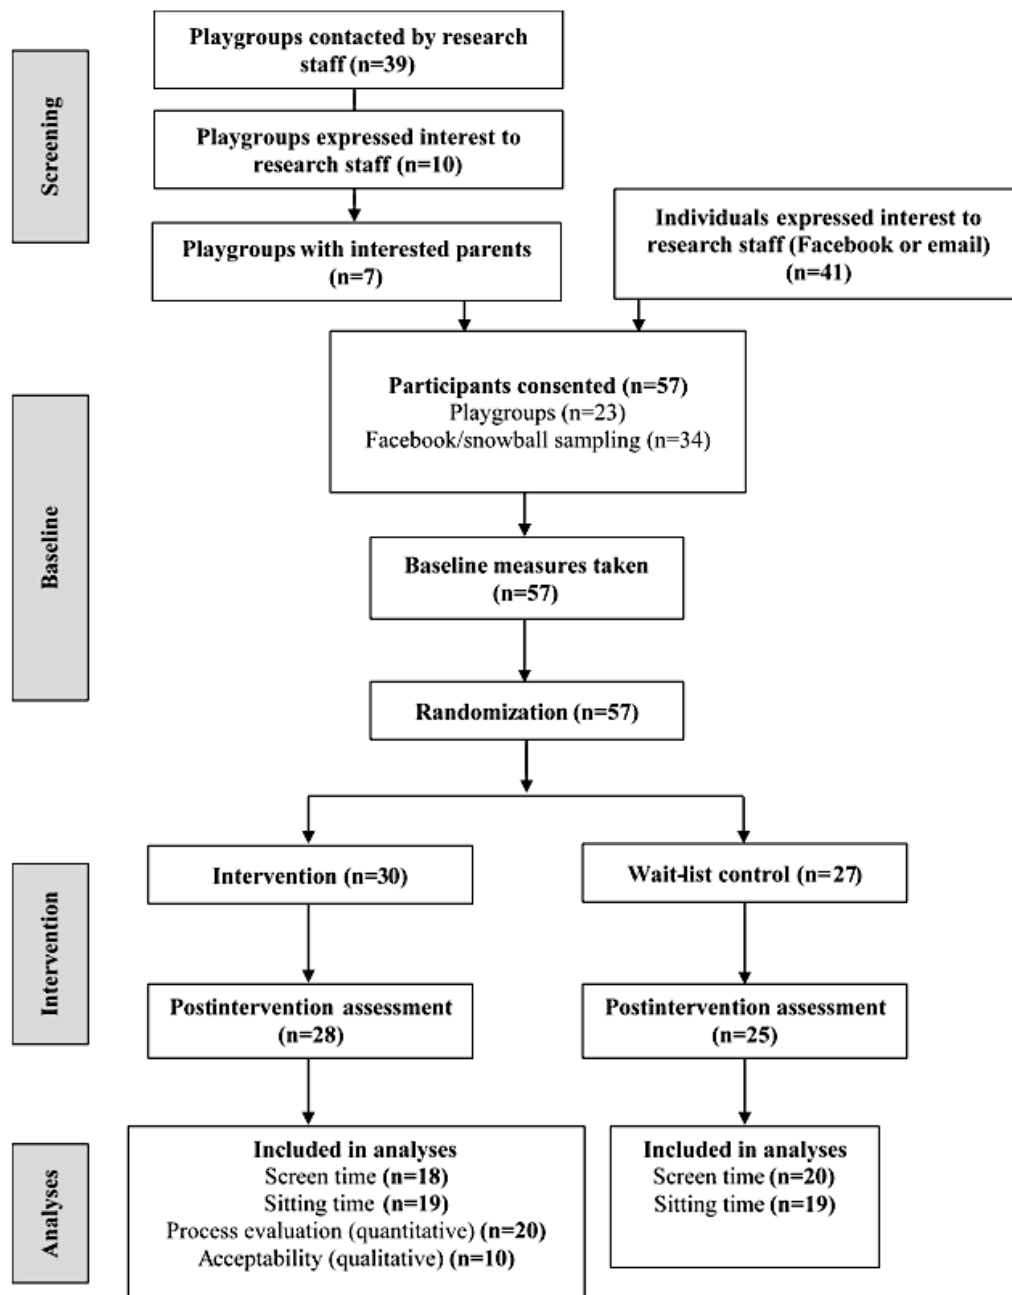 Screening
Playgroups contacted by research
staff (n=39)
Playgroups expressed interest to
research staff (n=10)
Playgroups with interested parents
(n=7)
Individuals expressed interest to
research staff (Facebook or email)
(n=41)
Baseline
Participants consented (n=57)
Playgroups (n=23)
Facebook/snowball sampling (n=34)
Baseline measures taken
(n=57)
Randomization (n=57)
Intervention
Intervention (n=30)
Wait-list control (n=27)
Postintervention assessment
(n=28)
Postintervention assessment
(n=25)
Analyses
Included in analyses
Screen time (n=18)
Sitting time (n=19)
Process evaluation (quantitative) (n=20)
Acceptability (qualitative) (n=10)
Included in analyses
Screen time (n=20)
Sitting time (n=19)